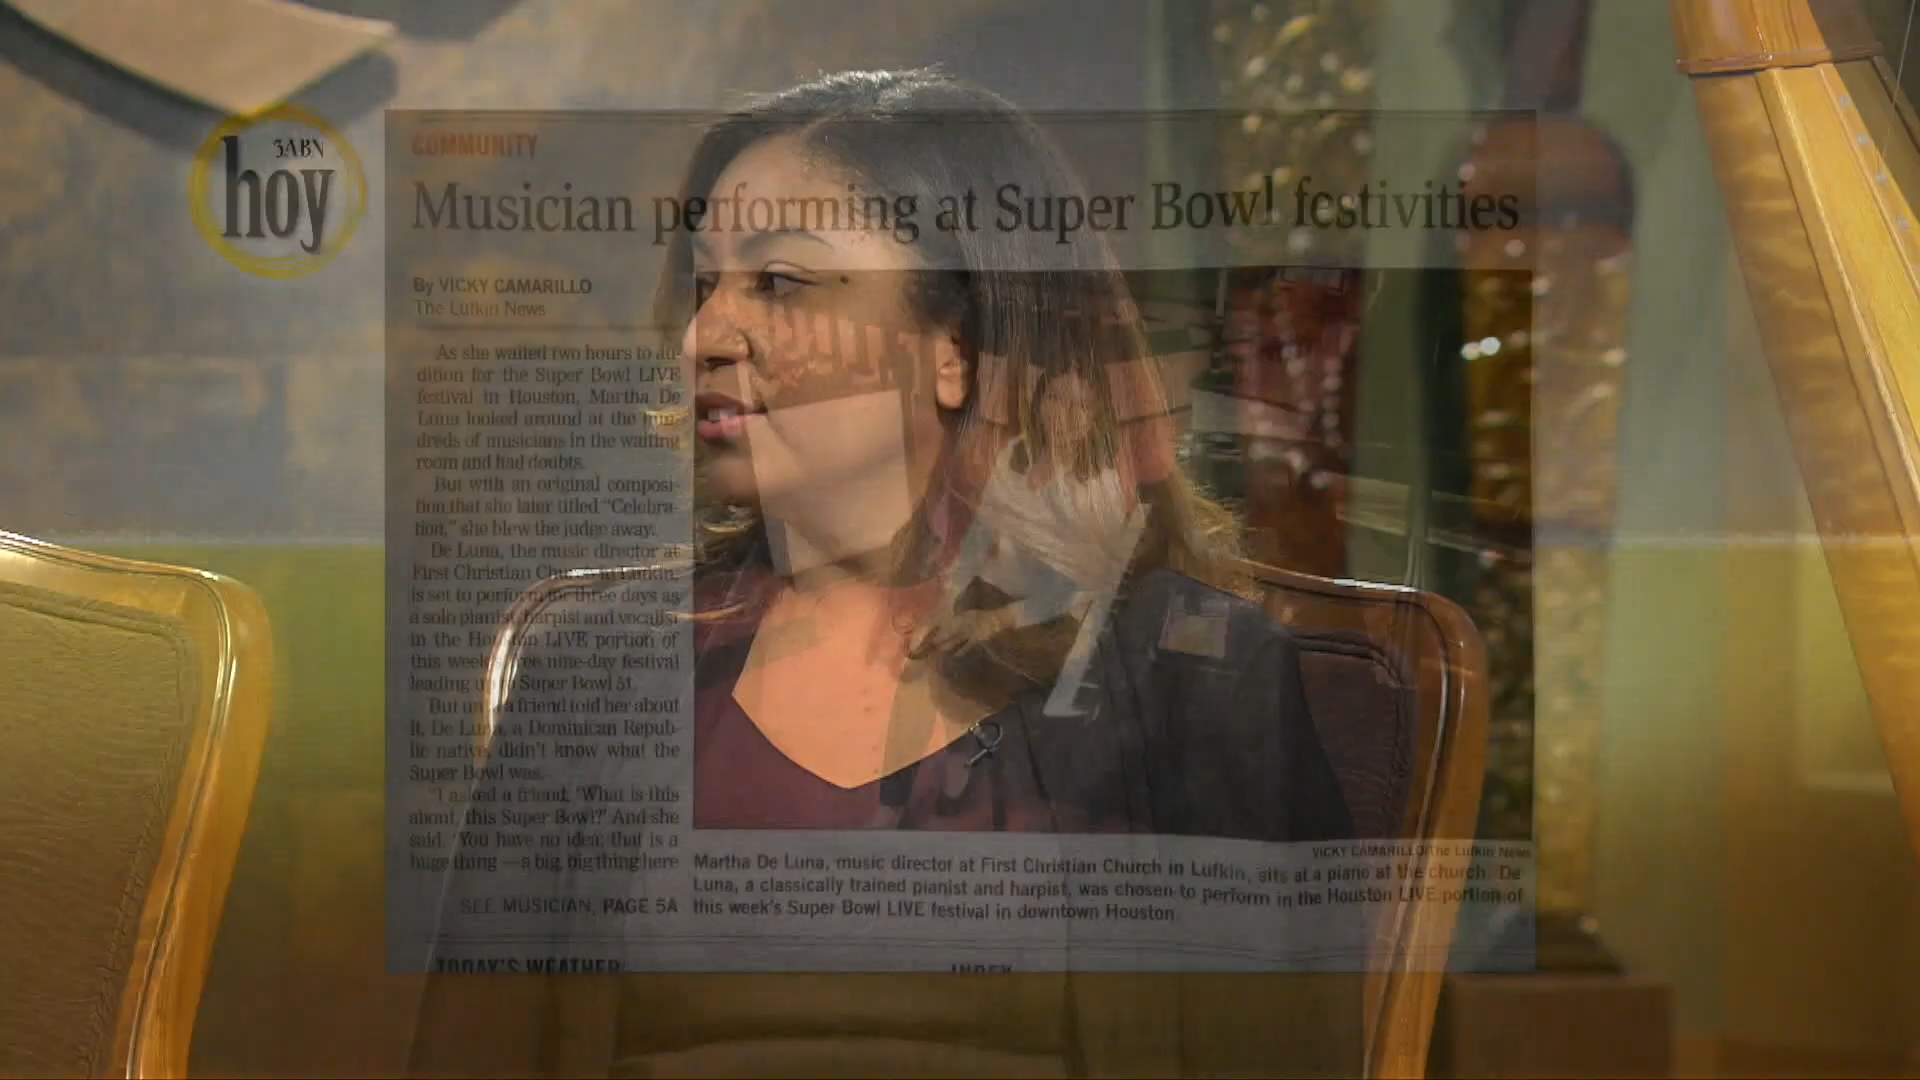 3ABN
hoy
COMMUNITY
Musician performing at Super Bowl festivities
By VICKY CAMARILLO
The Lufkin News
As she waited two hours to au-
dition for the Super Bowl LIVE
festival in Houston, Martha De
Luna looked around at the hun-
dreds of musicians in the waiting
room and had doubts.
But with an original composi-
tion that she later titled “Celebra-
tion,” she blew the judge away.
De Luna, the music director at
First Christian Church in Lufkin,
is set to perform for three days as
a solo pianist, harpist and vocalist
in the Houston LIVE portion of
this week's free nine-day festival
leading up to Super Bowl 51.
But until a friend told her about
it, De Luna, a Dominican Repub-
lic native, didn't know what the
Super Bowl was.
“I asked a friend, ‘What is this
about, this Super Bowl?’ And she
said, ‘You have no idea; that is a
huge thing — a big, big thing here
SEE MUSICIAN, PAGE 5A
VICKY CAMARILLO/The Lufkin News
Martha De Luna, music director at First Christian Church in Lufkin, sits at a piano at the church. De
Luna, a classically trained pianist and harpist, was chosen to perform in the Houston LIVE portion of
this week's Super Bowl LIVE festival in downtown Houston.
TODAY'S WEATHER
INDEX